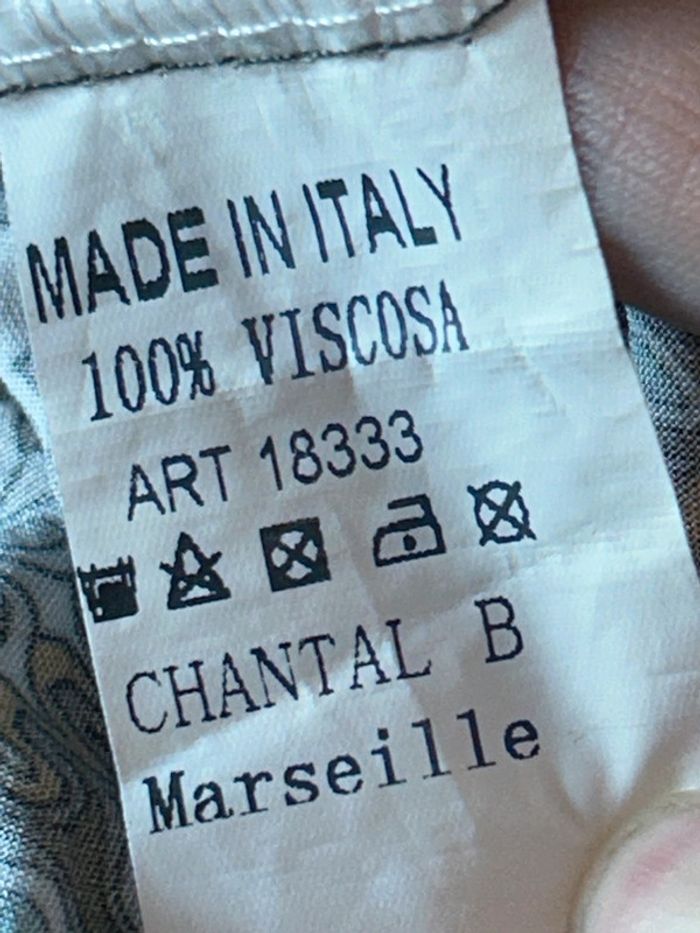 MADE IN ITALY
100% VISCOSA
ART 18333
CHANTAL B
Marseille